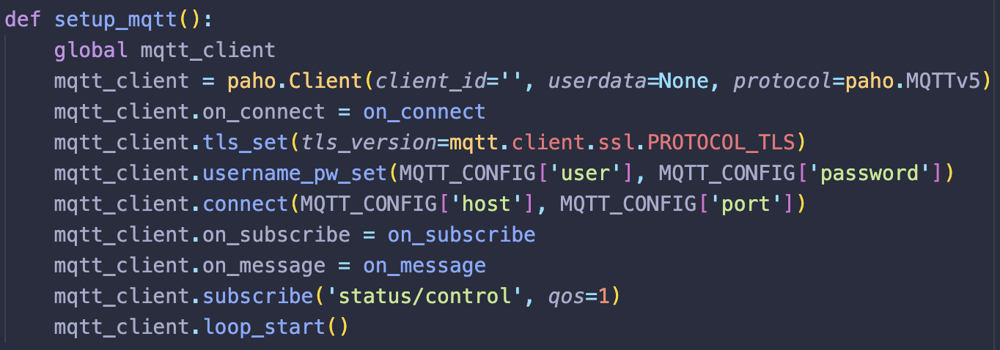 def setup_mqtt():
    global mqtt_client
    mqtt_client = paho.Client(client_id='', userdata=None, protocol=paho.MQTTv5)
    mqtt_client.on_connect = on_connect
    mqtt_client.tls_set(tls_version=mqtt.client.ssl.PROTOCOL_TLS)
    mqtt_client.username_pw_set(MQTT_CONFIG['user'], MQTT_CONFIG['password'])
    mqtt_client.connect(MQTT_CONFIG['host'], MQTT_CONFIG['port'])
    mqtt_client.on_subscribe = on_subscribe
    mqtt_client.on_message = on_message
    mqtt_client.subscribe('status/control', qos=1)
    mqtt_client.loop_start()